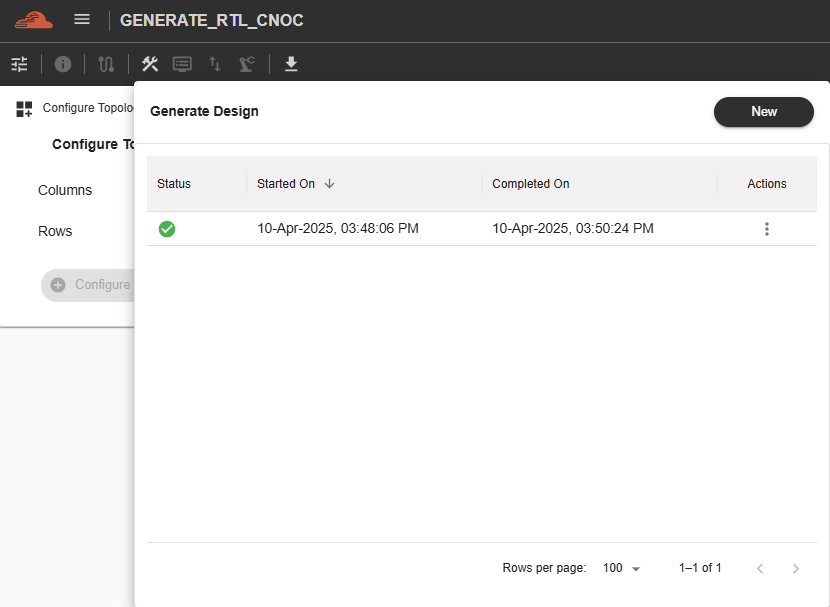 GENERATE_RTL_CNOC
Configure Topolo
Configure To
Columns
Rows
Configure
Generate Design
New
Status Started On Completed On Actions
10-Apr-2025, 03:48:06 PM 10-Apr-2025, 03:50:24 PM
Rows per page: 100 1–1 of 1